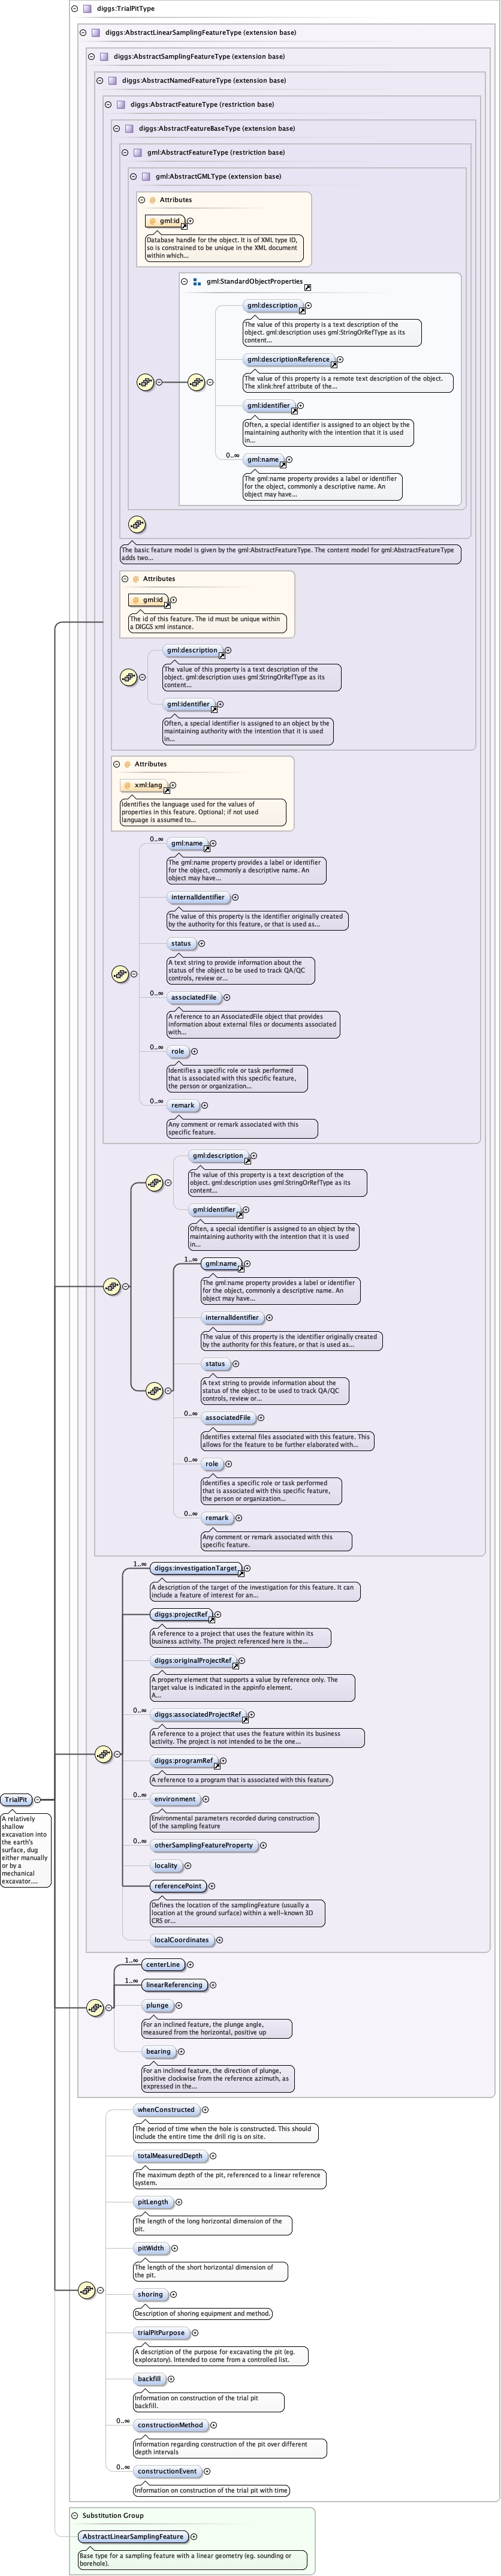 diggs:TrialPitType
diggs:AbstractLinearSamplingFeatureType (extension base)
diggs:AbstractSamplingFeatureType (extension base)
diggs:AbstractNamedFeatureType (extension base)
diggs:AbstractFeatureType (restriction base)
diggs:AbstractFeatureBaseType (extension base)
gml:AbstractFeatureType (restriction base)
gml:AbstractGMLType (extension base)
@ Attributes
gml:id
Database handle for the object. It is of XML type ID,
so is constrained to be unique in the XML document
within which...
gml:StandardObjectProperties
gml:description
The value of this property is a text description of the
object. gml:description uses gml:StringOrRefType as its
content...
gml:descriptionReference
The value of this property is a remote text description of the object.
The xlink:href attribute of the...
gml:identifier
Often, a special identifier is assigned to an object by the
maintaining authority with the intention that it is used
in...
0..∞
gml:name
The gml:name property provides a label or identifier
for the object, commonly a descriptive name. An
object may have...
The basic feature model is given by the gml:AbstractFeatureType. The content model for gml:AbstractFeatureType
adds two...
@ Attributes
gml:id
The id of this feature. The id must be unique within
a DIGGS xml instance.
gml:description
The value of this property is a text description of the
object. gml:description uses gml:StringOrRefType as its
content...
gml:identifier
Often, a special identifier is assigned to an object by the
maintaining authority with the intention that it is used
in...
@ Attributes
xml:lang
Identifies the language used for the values of
properties in this feature. Optional; if not used
language is assumed to...
0..∞
gml:name
The gml:name property provides a label or identifier
for the object, commonly a descriptive name. An
object may have...
internalIdentifier
The value of this property is the identifier originally created
by the authority for this feature, or that is used as...
status
A text string to provide information about the
status of the object to be used to track QA/QC
controls, review or...
0..∞
associatedFile
A reference to an AssociatedFile object that provides
information about external files or documents associated
with...
0..∞
role
Identifies a specific role or task performed
that is associated with this specific feature,
the person or organization...
0..∞
remark
Any comment or remark associated with this
specific feature.
gml:description
The value of this property is a text description of the
object. gml:description uses gml:StringOrRefType as its
content...
gml:identifier
Often, a special identifier is assigned to an object by the
maintaining authority with the intention that it is used
in...
1..∞
gml:name
The gml:name property provides a label or identifier
for the object, commonly a descriptive name. An
object may have...
internalIdentifier
The value of this property is the identifier originally created
by the authority for this feature, or that is used as...
status
A text string to provide information about the
status of the object to be used to track QA/QC
controls, review or...
0..∞
associatedFile
Identifies external files associated with this feature. This
allows for the feature to be further elaborated with...
0..∞
role
Identifies a specific role or task performed
that is associated with this specific feature,
the person or organization...
0..∞
remark
Any comment or remark associated with this
specific feature.
1..∞
diggs:investigationTarget
A description of the target of the investigation for this feature. It can
include a feature of interest for an...
diggs:projectRef
A reference to a project that uses the feature within its
business activity. The project referenced here is the...
diggs:originalProjectRef
A property element that supports a value by reference only. The
target value is indicated in the appinfo element.
A...
0..∞
diggs:associatedProjectRef
A reference to a project that uses the feature within its business
activity. The project is not intended to be the one...
0..∞
diggs:programRef
A reference to a program that is associated with this feature.
0..∞
environment
Environmental parameters recorded during construction
of the sampling feature
0..∞
otherSamplingFeatureProperty
locality
referencePoint
Defines the location of the samplingFeature (usually a
location at the ground surface) within a well-known 3D
CRS or...
localCoordinates
TrialPit
A relatively
shallow
excavation into
the earth's
surface, dug
either manually
or by a
mechanical
excavator....
1..∞
centerLine
1..∞
linearReferencing
plunge
For an inclined feature, the plunge angle,
measured from the horizontal, positive up
bearing
For an inclined feature, the direction of plunge,
positive clockwise from the reference azimuth, as
expressed in the...
whenConstructed
The period of time when the hole is constructed. This should
include the entire time the drill rig is on site.
totalMeasuredDepth
The maximum depth of the pit, referenced to a linear reference
system.
pitLength
The length of the long horizontal dimension of the
pit.
pitWidth
The length of the short horizontal dimension of
the pit.
shoring
Description of shoring equipment and method.
trialPitPurpose
A description of the purpose for excavating the pit (eg.
exploratory). Intended to come from a controlled list.
backfill
Information on construction of the trial pit
backfill.
0..∞
constructionMethod
Information regarding construction of the pit over different
depth intervals
0..∞
constructionEvent
Information on construction of the trial pit with time
Substitution Group
AbstractLinearSamplingFeature
Base type for a sampling feature with a linear geometry (eg. sounding or
borehole).